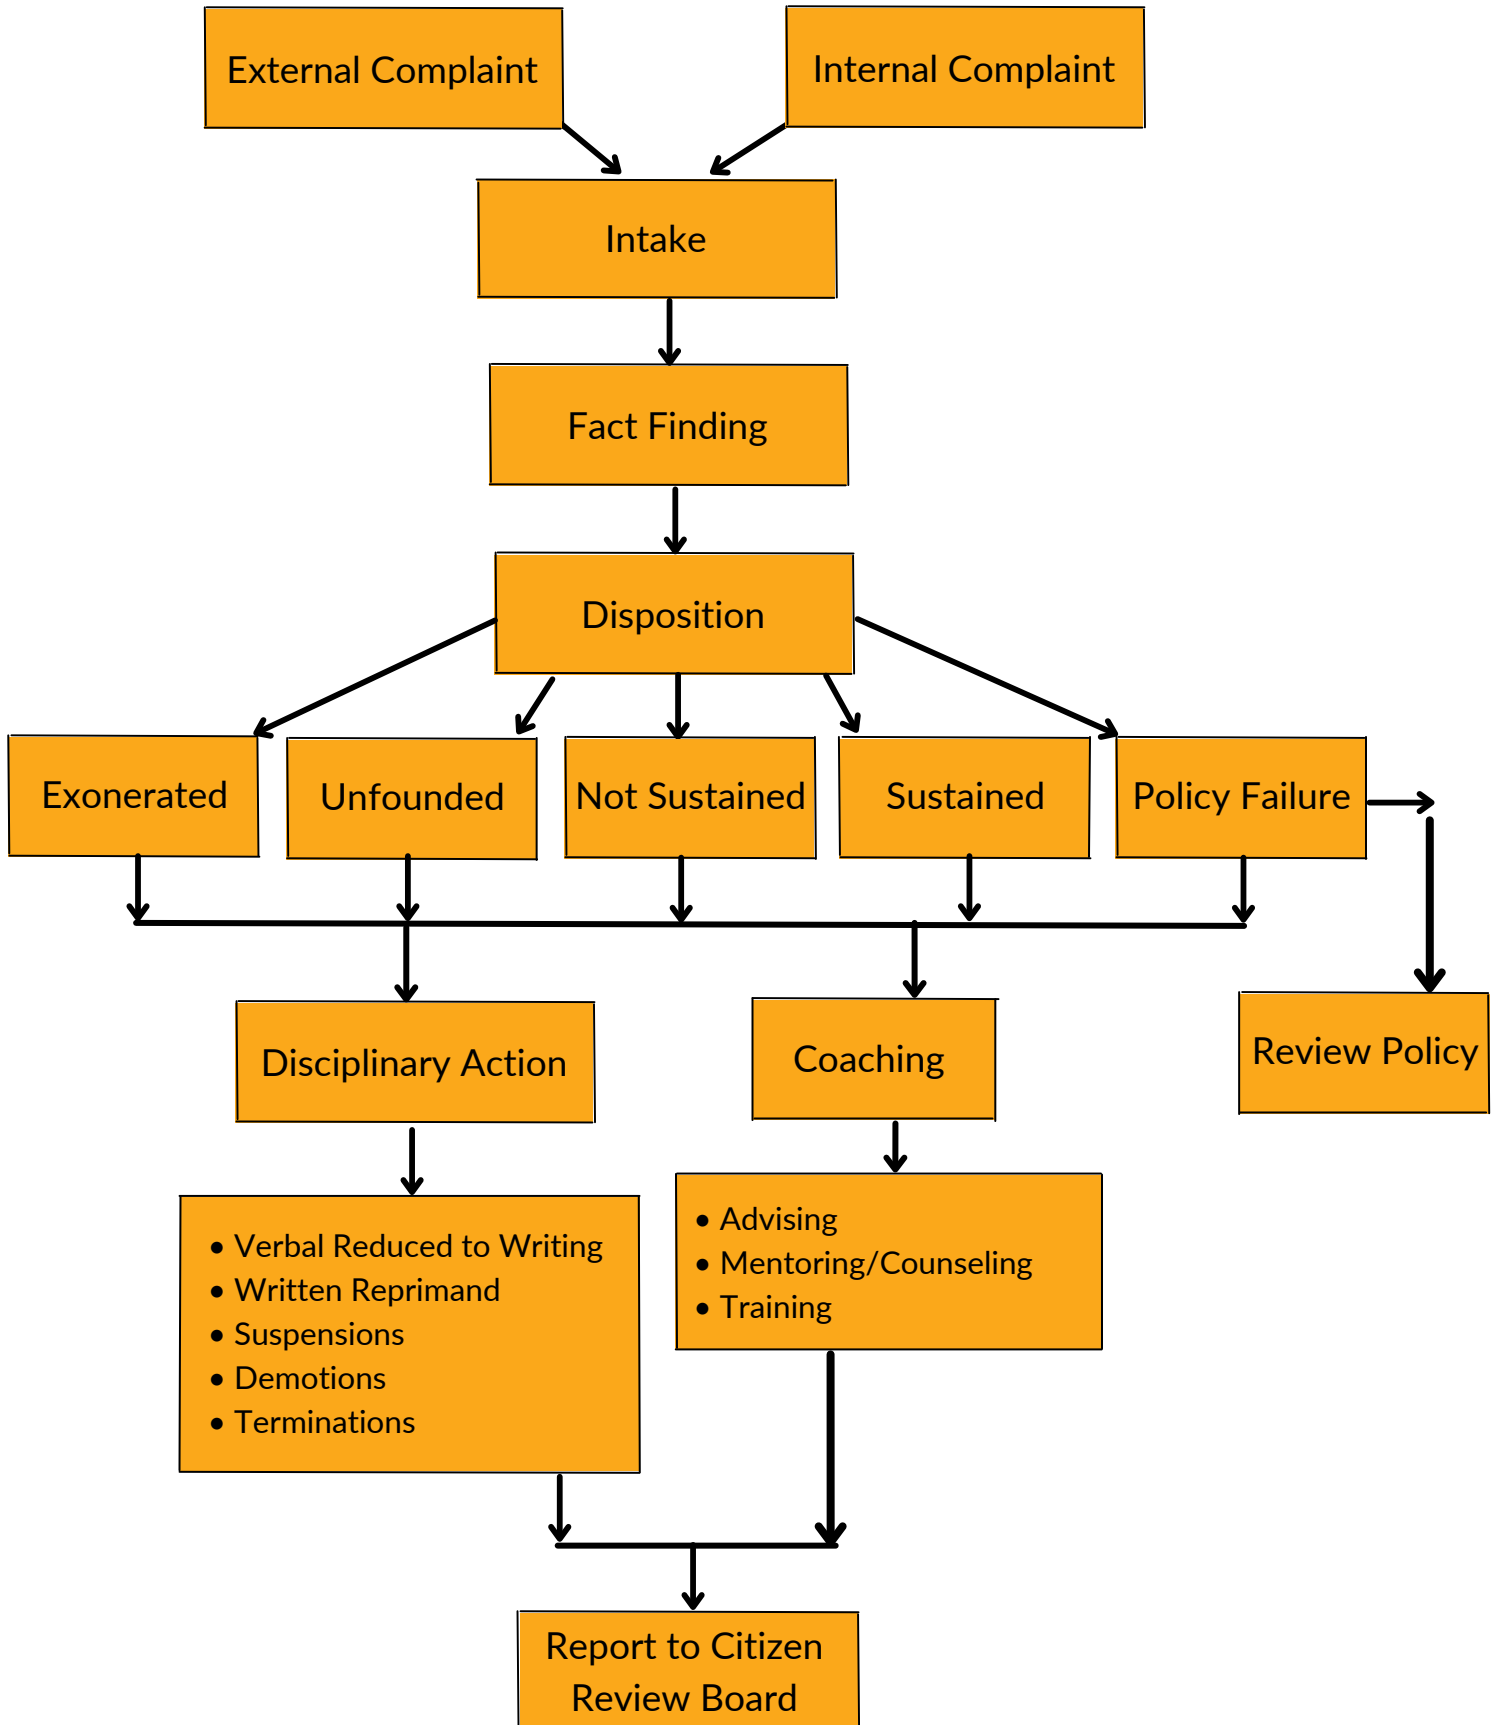 External Complaint
Internal Complaint
Intake
Fact Finding
Disposition
Exonerated
Unfounded
Not Sustained
Sustained
Policy Failure
Disciplinary Action
Coaching
Review Policy
• Verbal Reduced to Writing
• Written Reprimand
• Suspensions
• Demotions
• Terminations
• Advising
• Mentoring/Counseling
• Training
Report to Citizen
Review Board